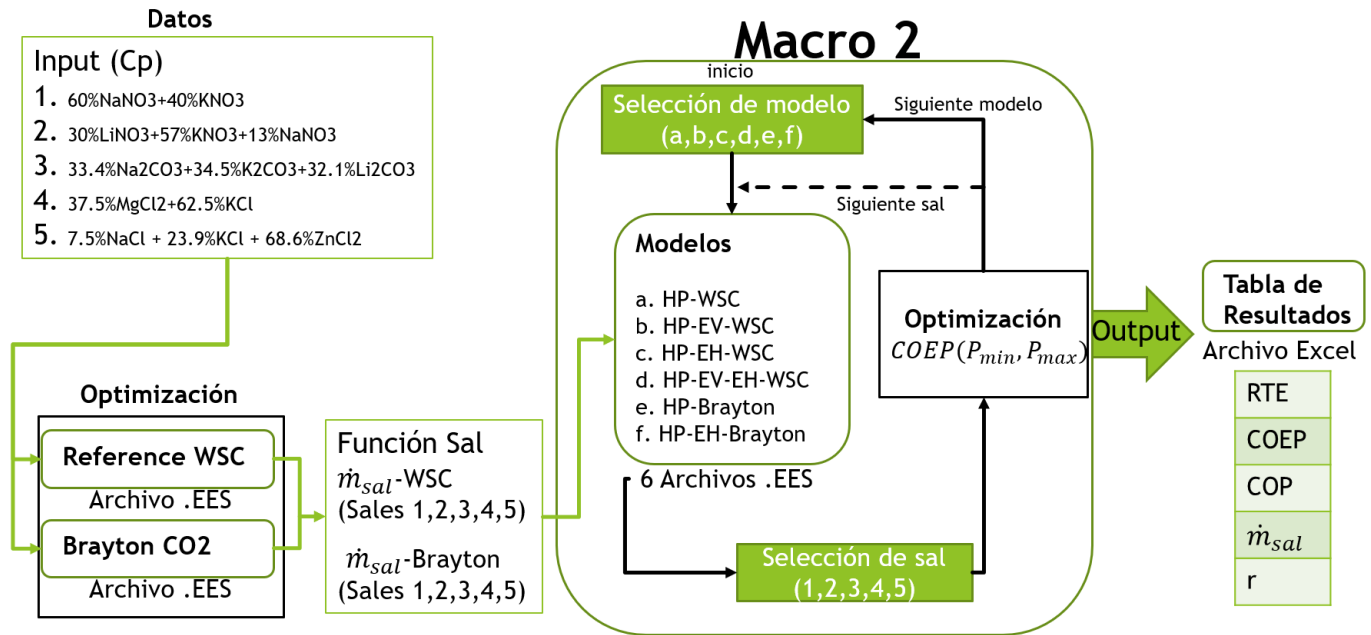 Datos
Input (Cp)
1. 60%NaNO3+40%KNO3
2. 30%LiNO3+57%KNO3+13%NaNO3
3. 33.4%Na2CO3+34.5%K2CO3+32.1%Li2CO3
4. 37.5%MgCl2+62.5%KCl
5. 7.5%NaCl + 23.9%KCl + 68.6%ZnCl2
Optimización
Reference WSC
Archivo .EES
Brayton CO2
Archivo .EES
Función Sal
ṁ_sal-WSC
(Sales 1,2,3,4,5)
ṁ_sal-Brayton
(Sales 1,2,3,4,5)
Macro 2
inicio
Selección de modelo
(a,b,c,d,e,f)
Siguiente modelo
Siguiente sal
Modelos
a. HP-WSC
b. HP-EV-WSC
c. HP-EH-WSC
d. HP-EV-EH-WSC
e. HP-Brayton
f. HP-EH-Brayton
6 Archivos .EES
Selección de sal
(1,2,3,4,5)
Optimización
COEP(P_min, P_max)
Output
Tabla de
Resultados
Archivo Excel
RTE
COEP
COP
ṁ_sal
r